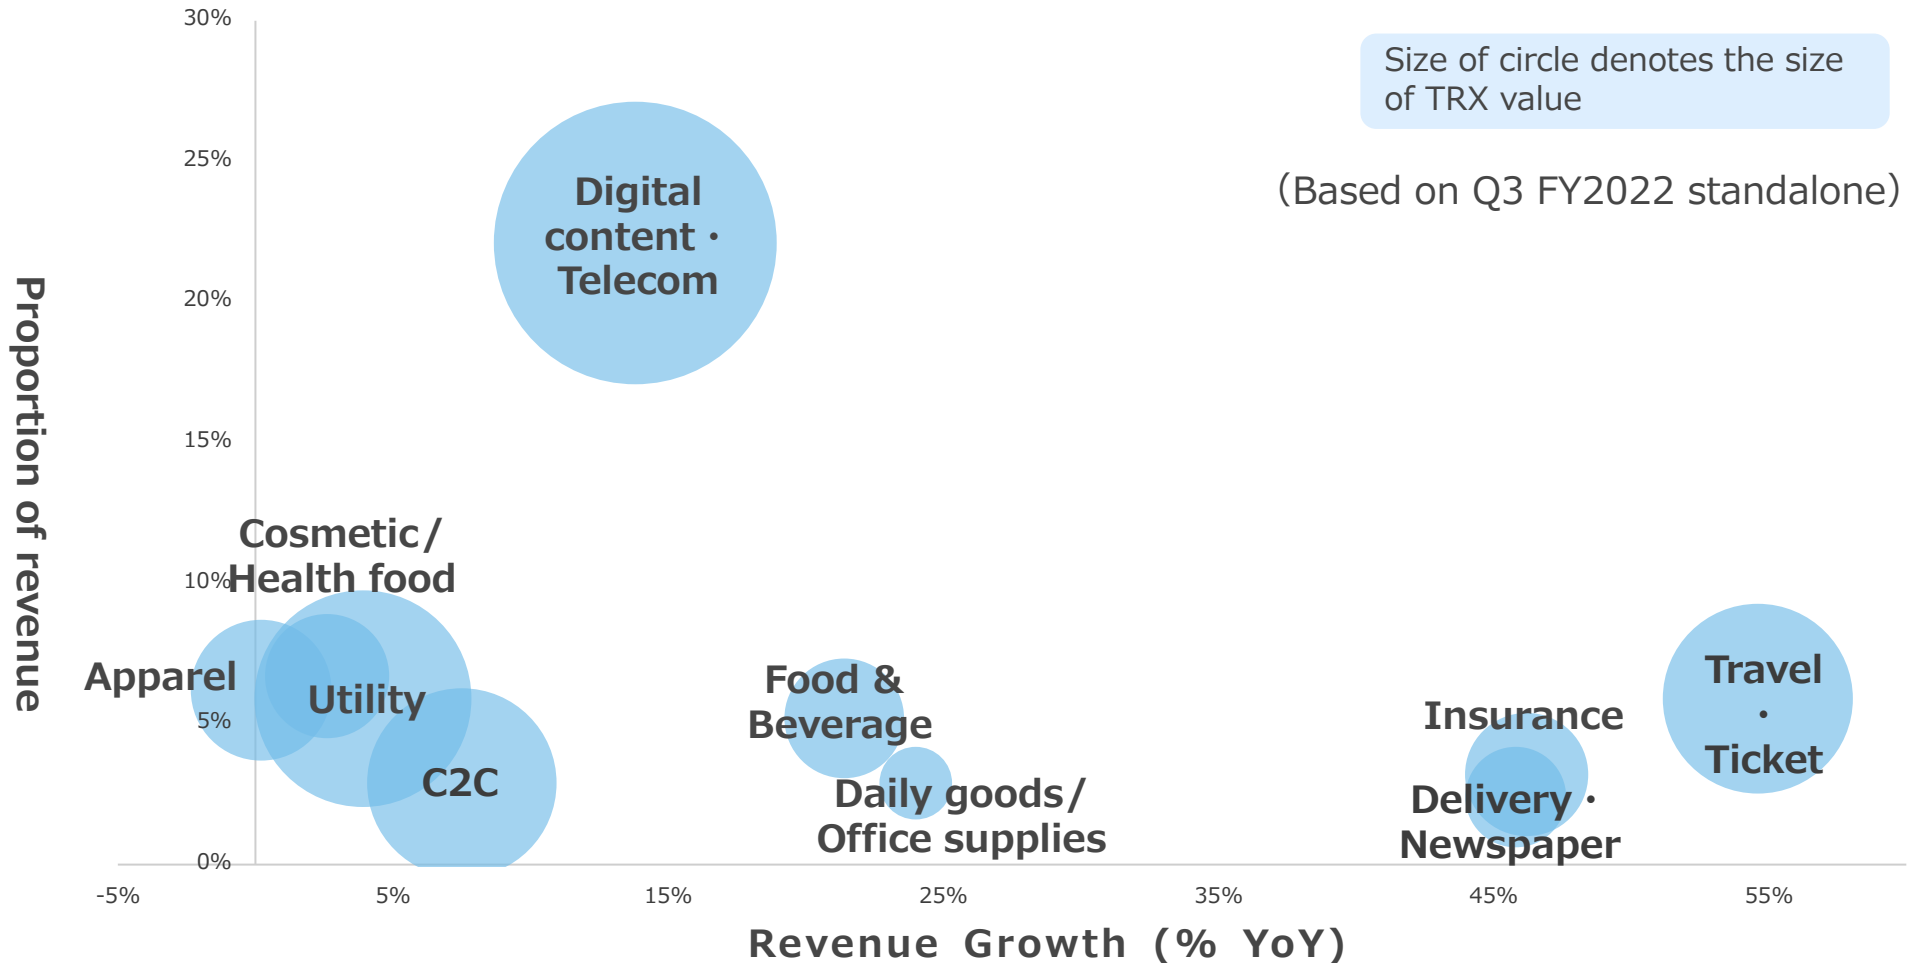 30%
Size of circle denotes the size
of TRX value
25%
(Based on Q3 FY2022 standalone)
Digital
content・
Telecom
20%
15%
Proportion of revenue
Cosmetic/
Health food
10%
Apparel
Utility
5%
C2C
Food &
Beverage
Daily goods/
Office supplies
Insurance
Delivery・
Newspaper
Travel
・
Ticket
0%
-5%
5%
15%
25%
35%
45%
55%
Revenue Growth (% YoY)